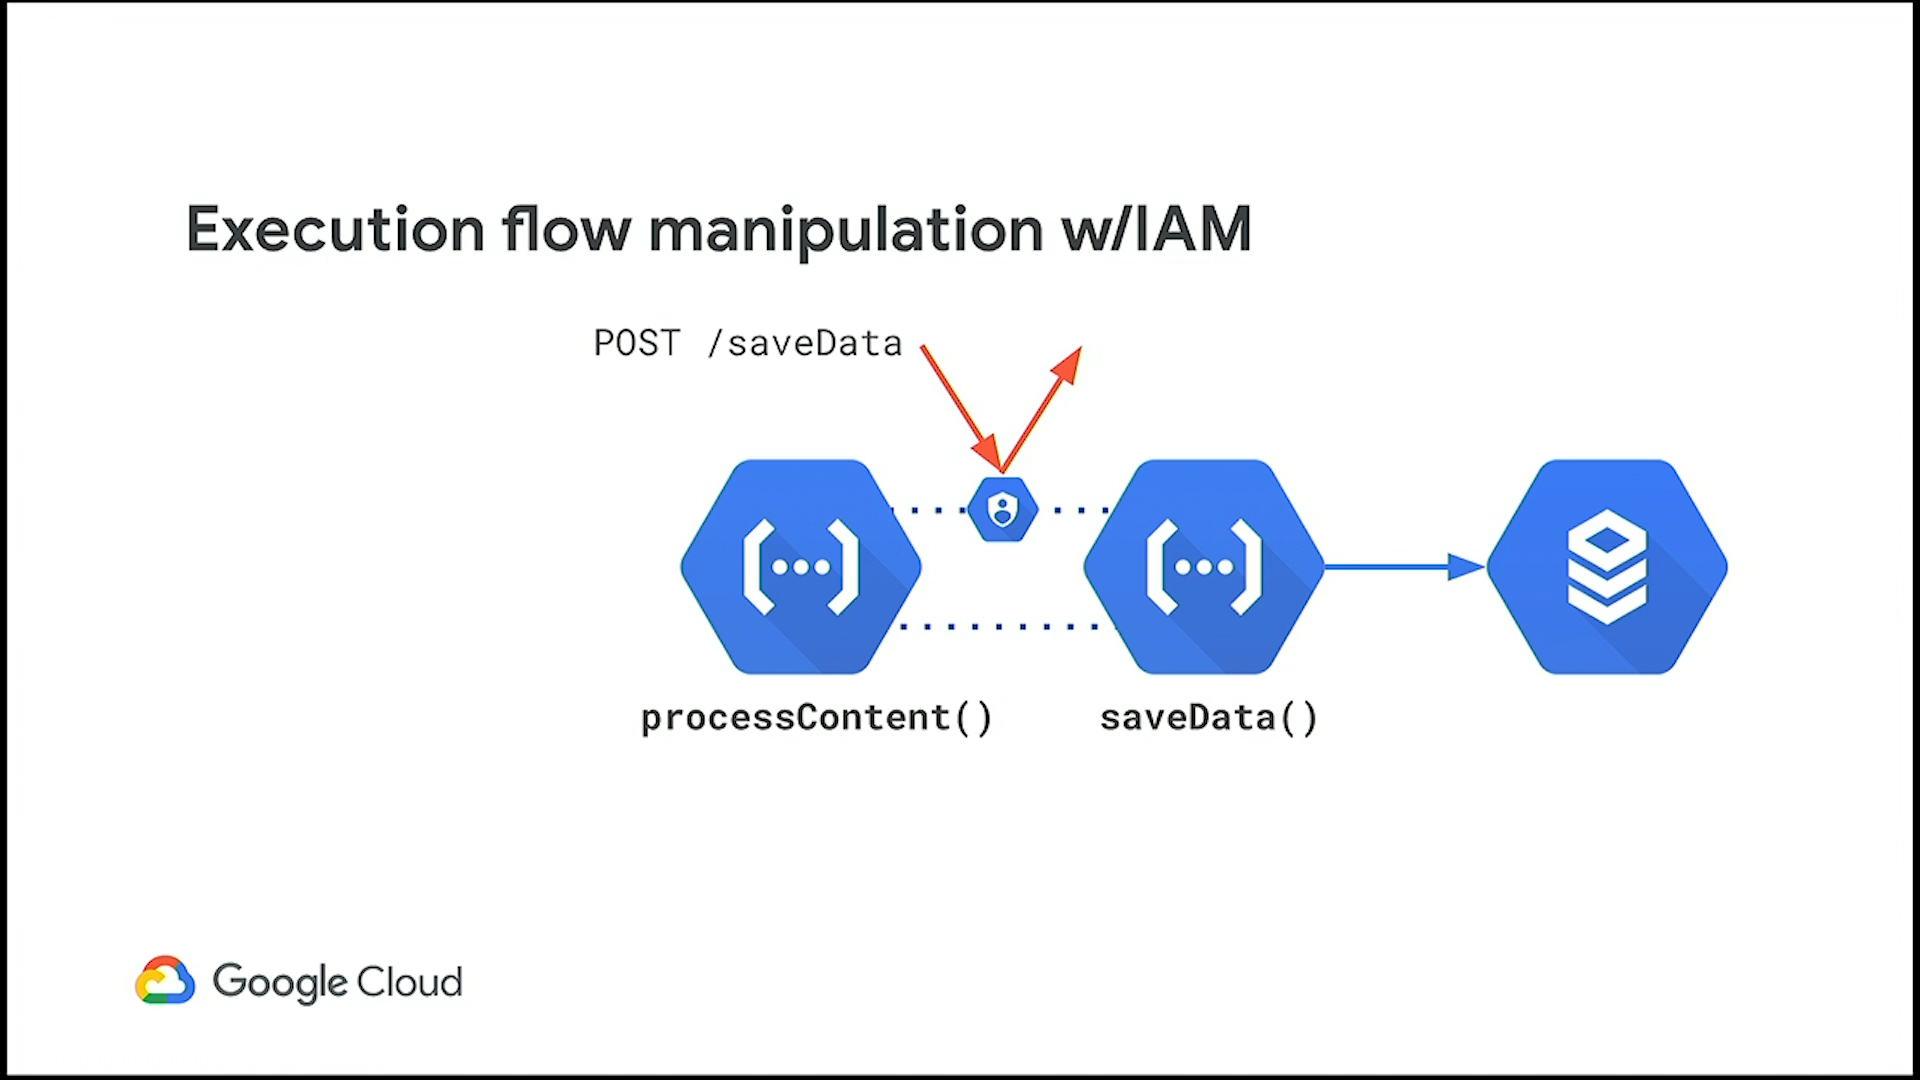 Execution flow manipulation w/IAM
POST /saveData
processContent()
saveData()
Google Cloud